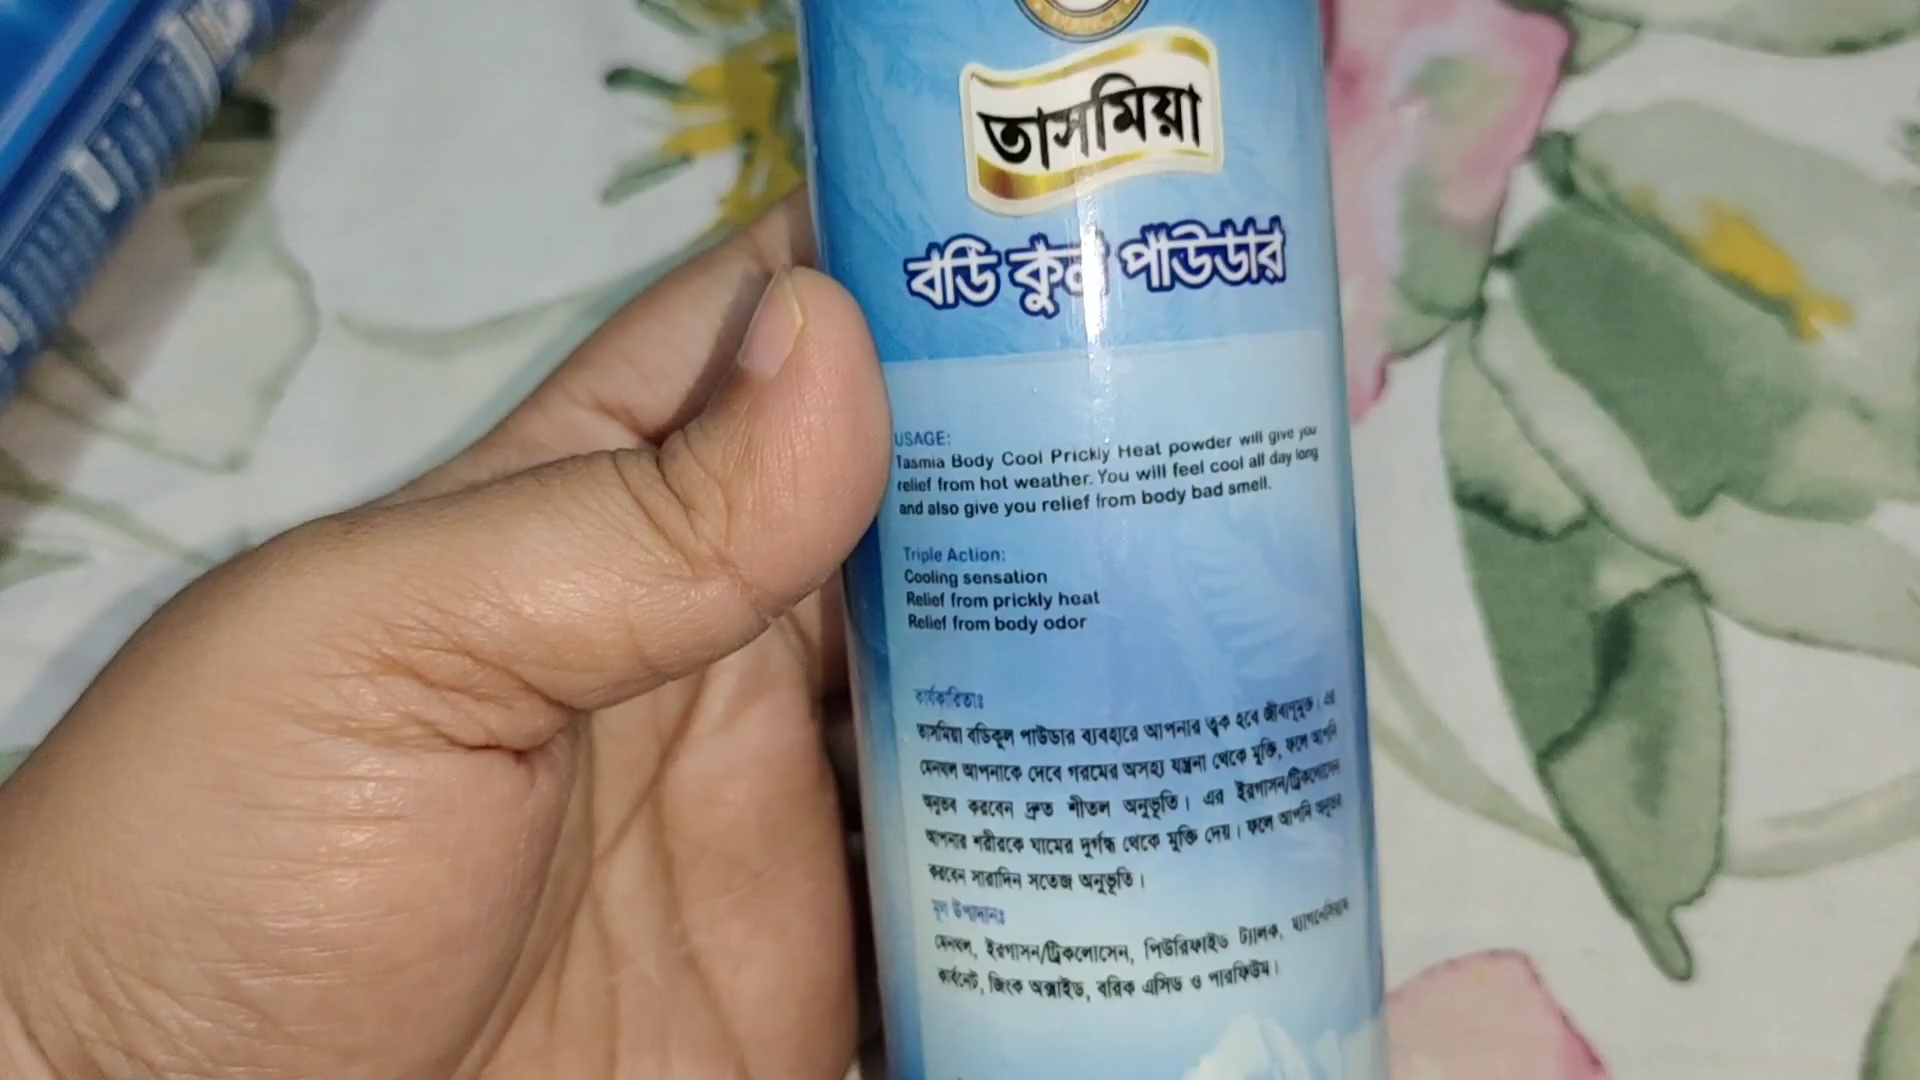 তাসমিয়া
বডি কুল পাউডার
USAGE:
Tasmia Body Cool Prickly Heat powder will give you
relief from hot weather. You will feel cool all day long
and also give you relief from body bad smell.
Triple Action:
Cooling sensation
Relief from prickly heat
Relief from body odor
কার্যকারিতাঃ
তাসমিয়া বডিকুল পাউডার ব্যবহারে আপনার ত্বক হবে জীবাণুমুক্ত। এর
মেনথল আপনাকে দেবে গরমের অসহ্য যন্ত্রনা থেকে মুক্তি, ফলে আপনি
অনুভব করবেন দ্রুত শীতল অনুভূতি। এর ইরগাসন/ট্রিকলোসেন
আপনার শরীরকে ঘামের দুর্গন্ধ থেকে মুক্তি দেয়। ফলে আপনি অনুভব
করবেন সারাদিন সতেজ অনুভূতি।
মূল উপাদানঃ
মেনথল, ইরগাসন/ট্রিকলোসেন, পিউরিফাইড ট্যালক, ম্যাগনেসিয়াম
কার্বনেট, জিংক অক্সাইড, বরিক এসিড ও পারফিউম।